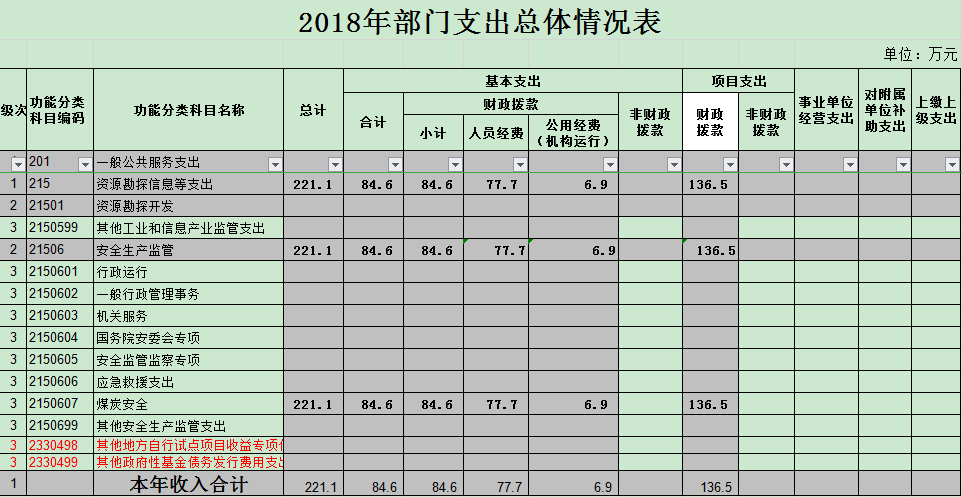 2018年部门支出总体情况表
单位：万元
级次 功能分类科目编码 功能分类科目名称 总计 基本支出 项目支出 事业单位经营支出 对附属单位补助支出 上缴上级支出
合计 财政拨款 非财政拨款 财政拨款 非财政拨款
小计 人员经费 公用经费（机构运行）
201 一般公共服务支出
1 215 资源勘探信息等支出 221.1 84.6 84.6 77.7 6.9 136.5
2 21501 资源勘探开发
3 2150599 其他工业和信息产业监管支出
2 21506 安全生产监管 221.1 84.6 84.6 77.7 6.9 136.5
3 2150601 行政运行
3 2150602 一般行政管理事务
3 2150603 机关服务
3 2150604 国务院安委会专项
3 2150605 安全监管监察专项
3 2150606 应急救援支出
3 2150607 煤炭安全 221.1 84.6 84.6 77.7 6.9 136.5
3 2150699 其他安全生产监管支出
3 2330498 其他地方自行试点项目收益专项
3 2330499 其他政府性基金债务发行费用支出
1 本年收入合计 221.1 84.6 84.6 77.7 6.9 136.5